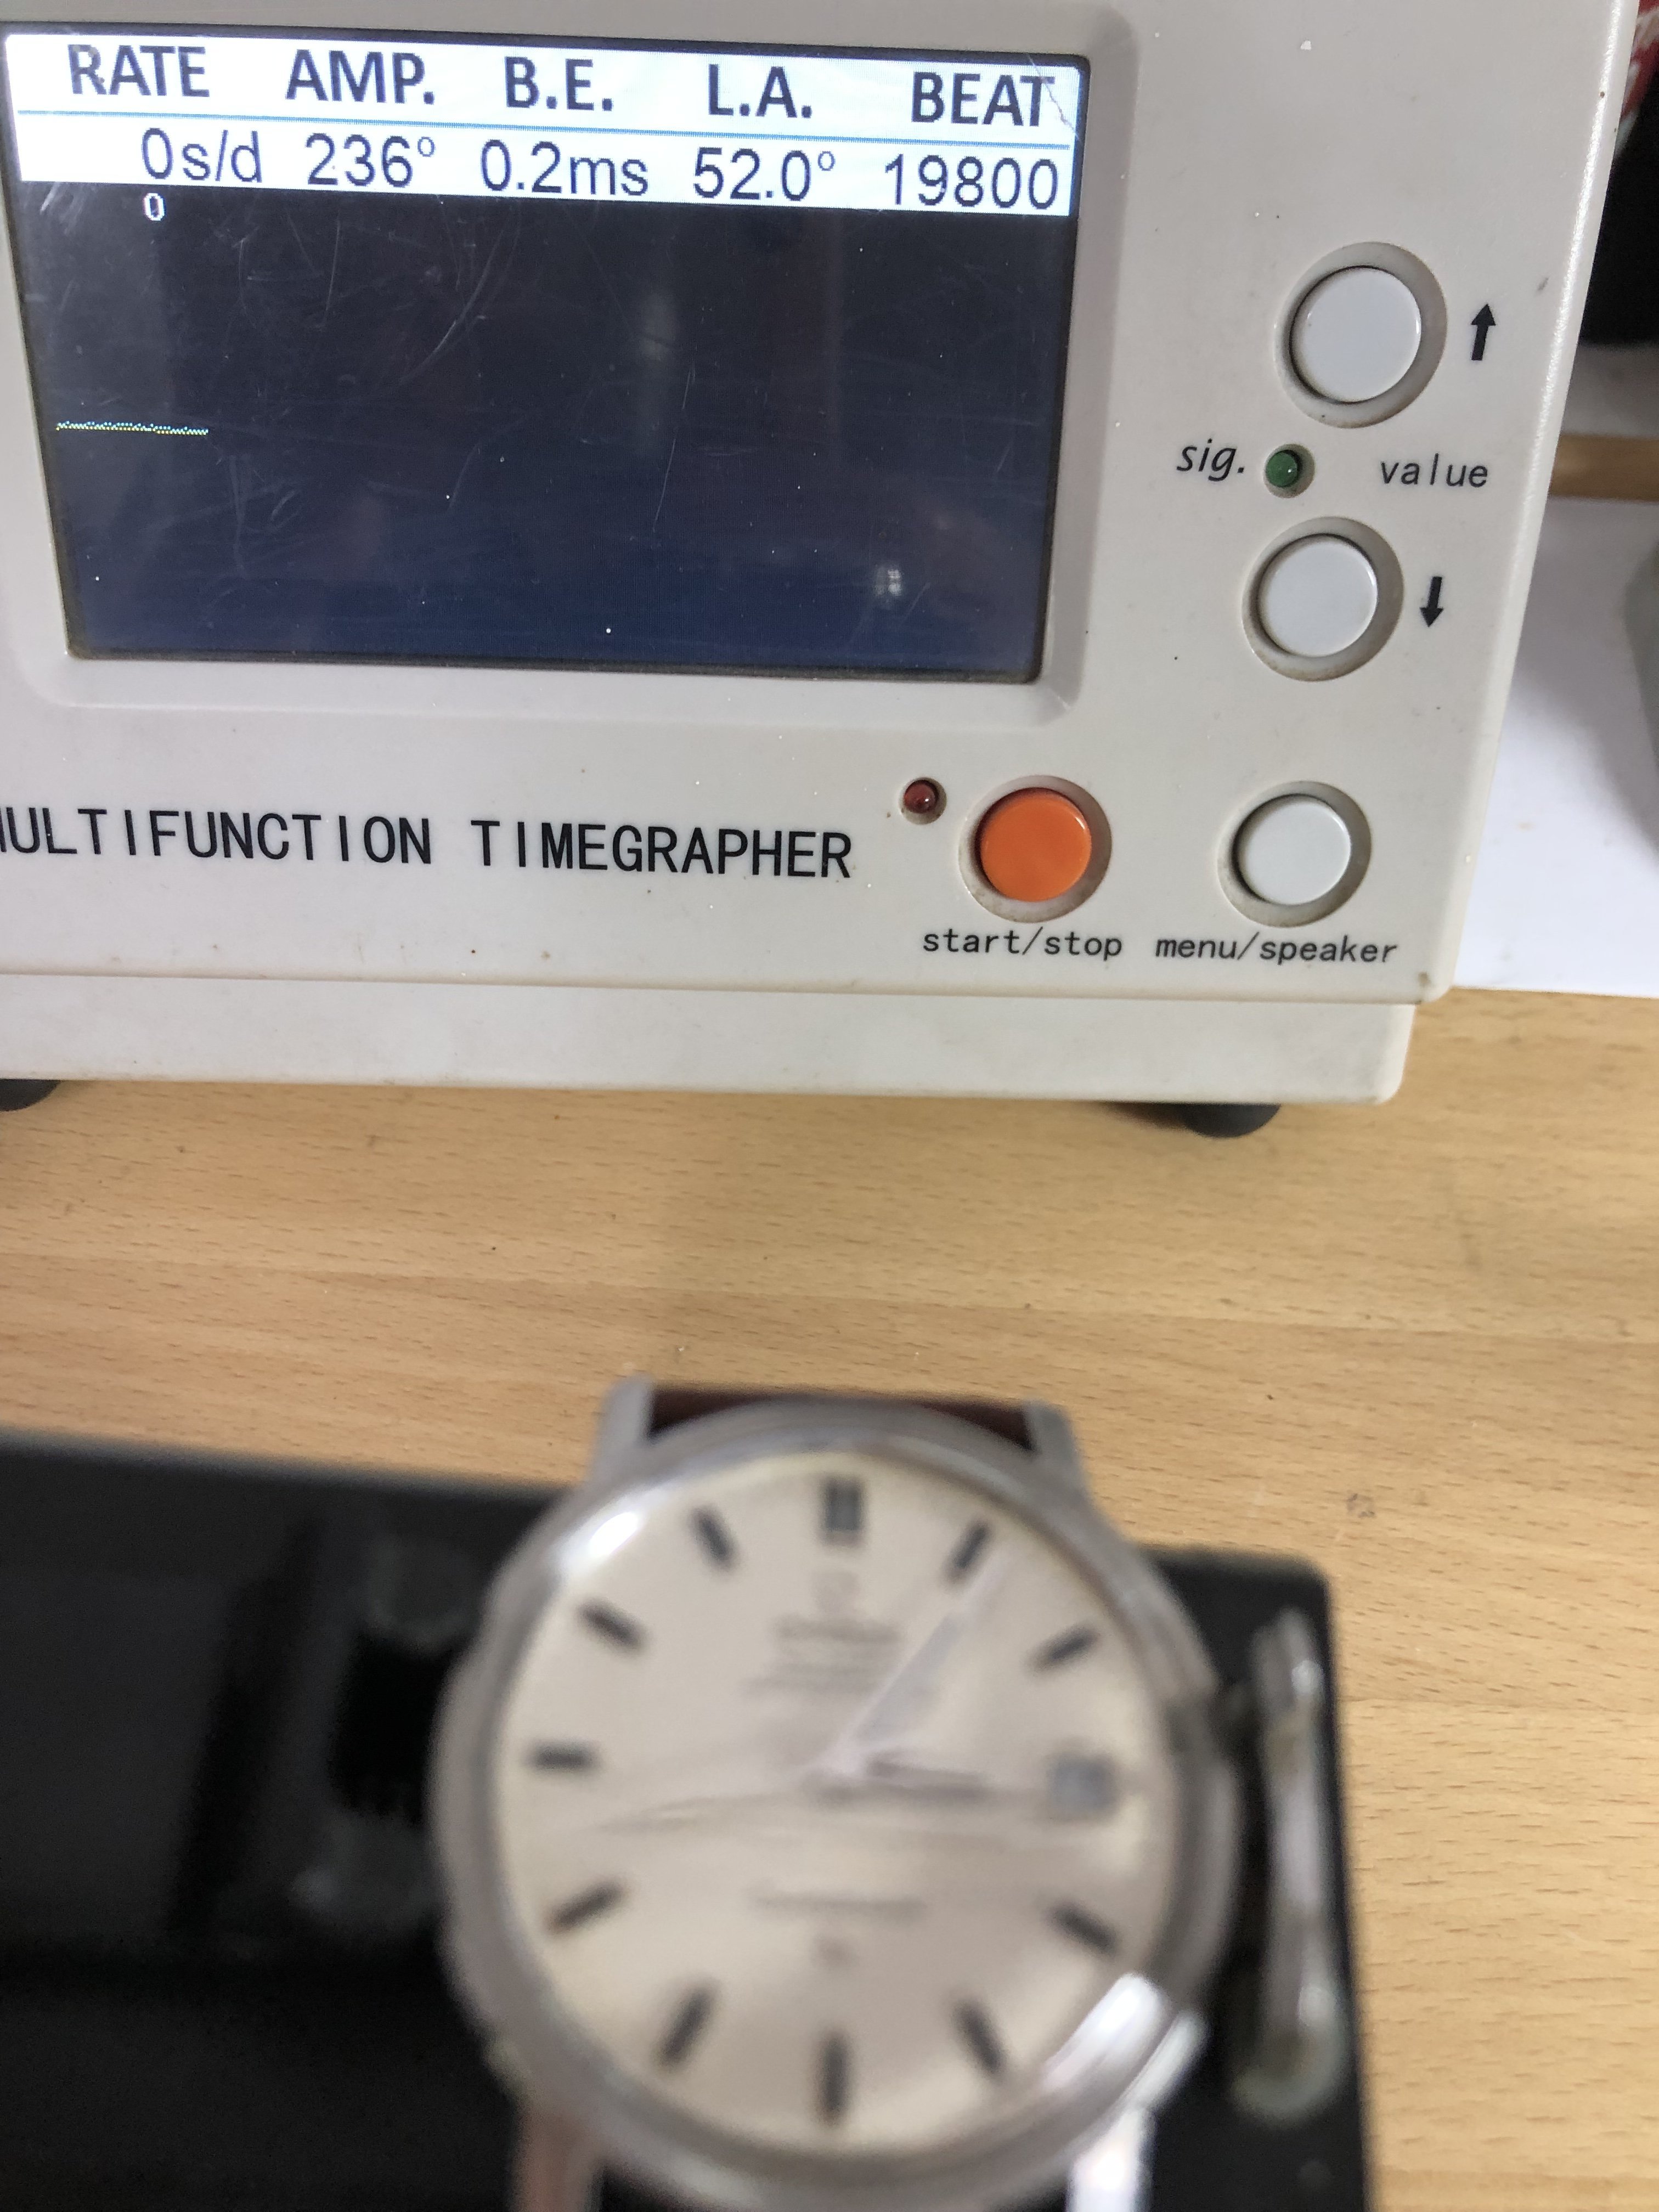 RATE AMP. B.E. L.A. BEAT
0s/d 236° 0.2ms 52.0° 19800
0
↑
sig. value
↓
ULTIFUNCTION TIMEGRAPHER
start/stop menu/speaker